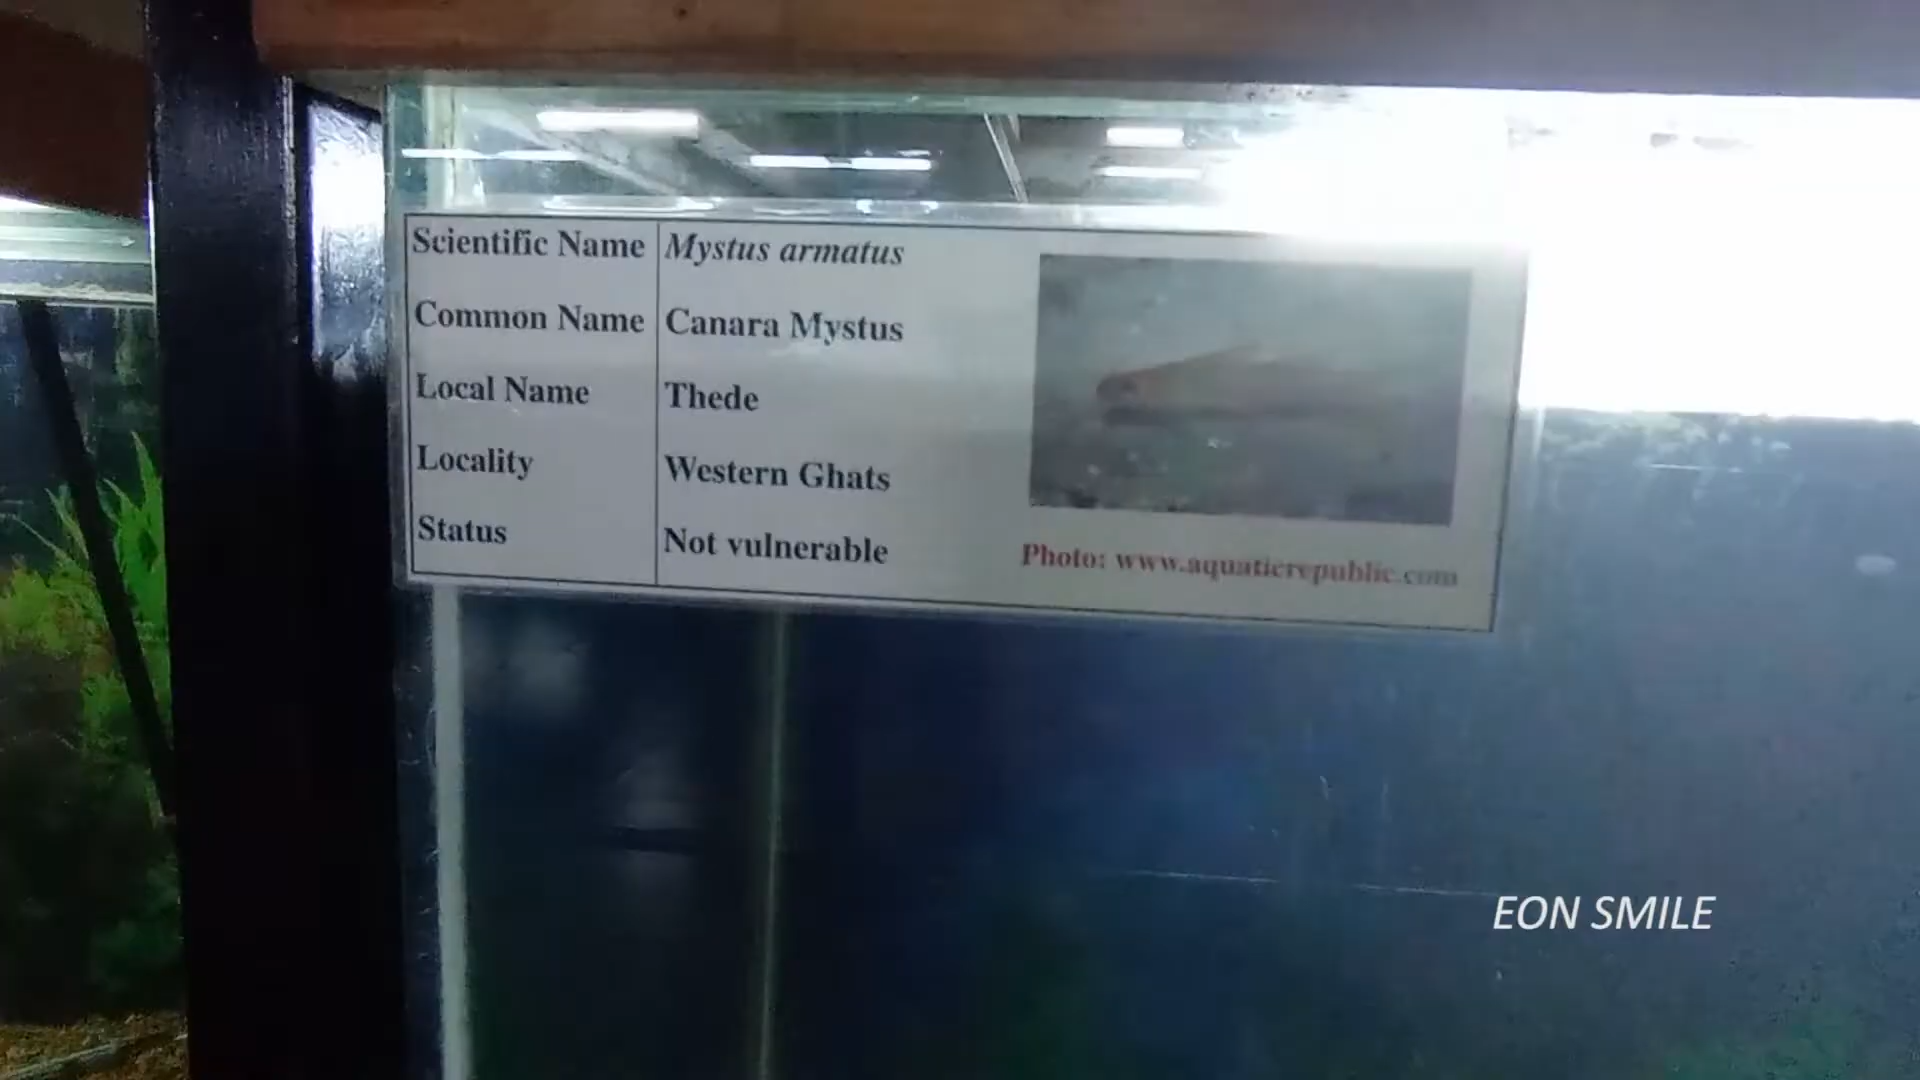 Scientific Name Mystus armatus
Common Name Canara Mystus
Local Name Thede
Locality Western Ghats
Status Not vulnerable
Photo: www.aquaticrepublic.com
EON SMILE